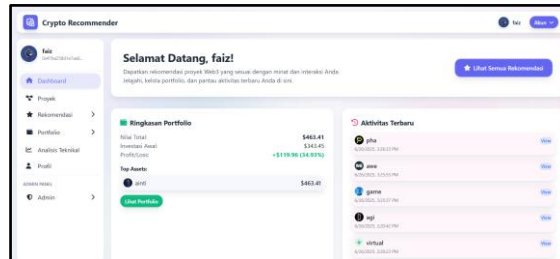 Crypto Recommender
faiz
Akun
faiz
Dashboard
Proyek
Rekomendasi
Portfolio
Analisis Teknikal
Profil
ADMIN PANEL
Admin
Selamat Datang, faiz!
Dapatkan rekomendasi proyek Web3 yang sesuai dengan minat dan interaksi Anda.
Jelajahi, kelola portfolio, dan pantau aktivitas terbaru Anda di sini.
Lihat Semua Rekomendasi
Ringkasan Portfolio
Nilai Total: $463.41
Investasi Awal: $343.45
Profit/Loss: +$119.96 (34.93%)
Top Assets:
ainti $463.41
Lihat Portfolio
Aktivitas Terbaru
pha
View
awe
View
game
View
agi
View
virtual
View